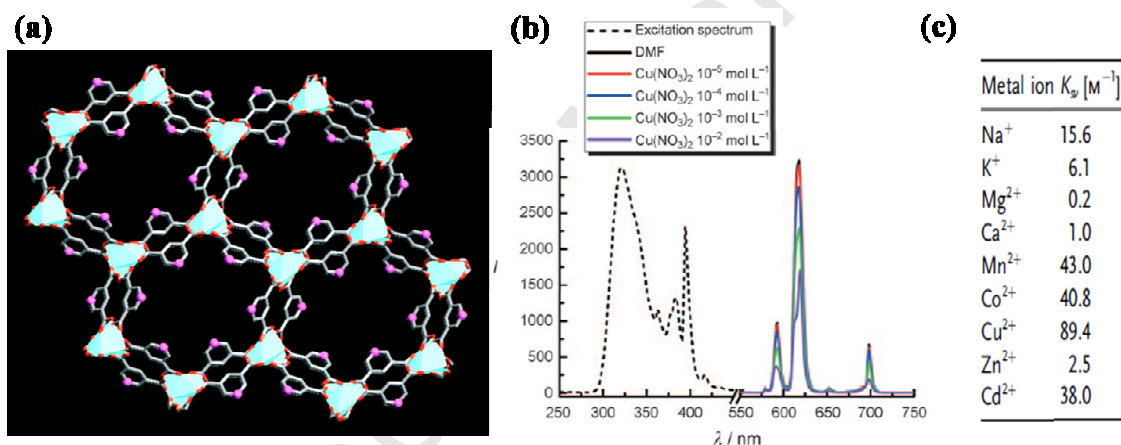 (a)
(b)
(c)
Excitation spectrum
DMF
Cu(NO₃)₂ 10⁻⁵ mol L⁻¹
Cu(NO₃)₂ 10⁻⁴ mol L⁻¹
Cu(NO₃)₂ 10⁻³ mol L⁻¹
Cu(NO₃)₂ 10⁻² mol L⁻¹
3500
3000
2500
2000
1500
1000
500
0
I
250 300 350 400 550 600 650 700 750
λ / nm
Metal ion Kₛᵥ [M⁻¹]
Na⁺ 15.6
K⁺ 6.1
Mg²⁺ 0.2
Ca²⁺ 1.0
Mn²⁺ 43.0
Co²⁺ 40.8
Cu²⁺ 89.4
Zn²⁺ 2.5
Cd²⁺ 38.0